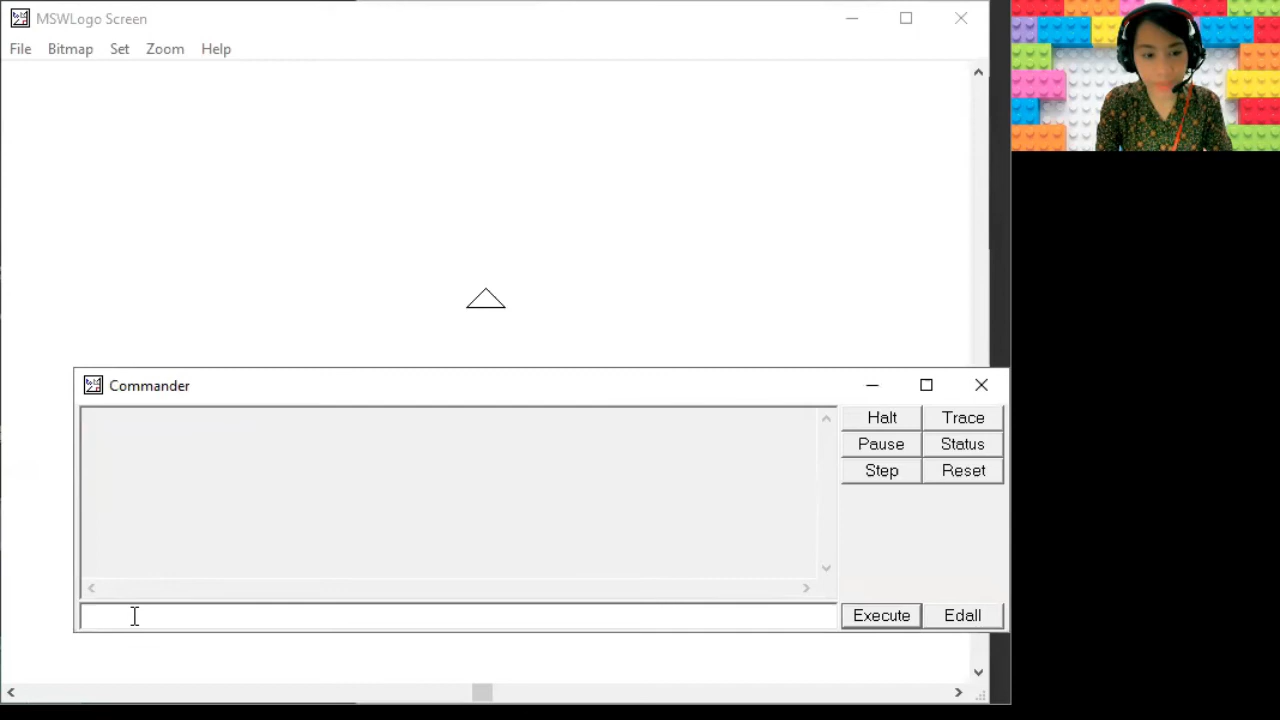 MSWLogo Screen
File Bitmap Set Zoom Help
Commander
Halt Trace
Pause Status
Step Reset
Execute Edall